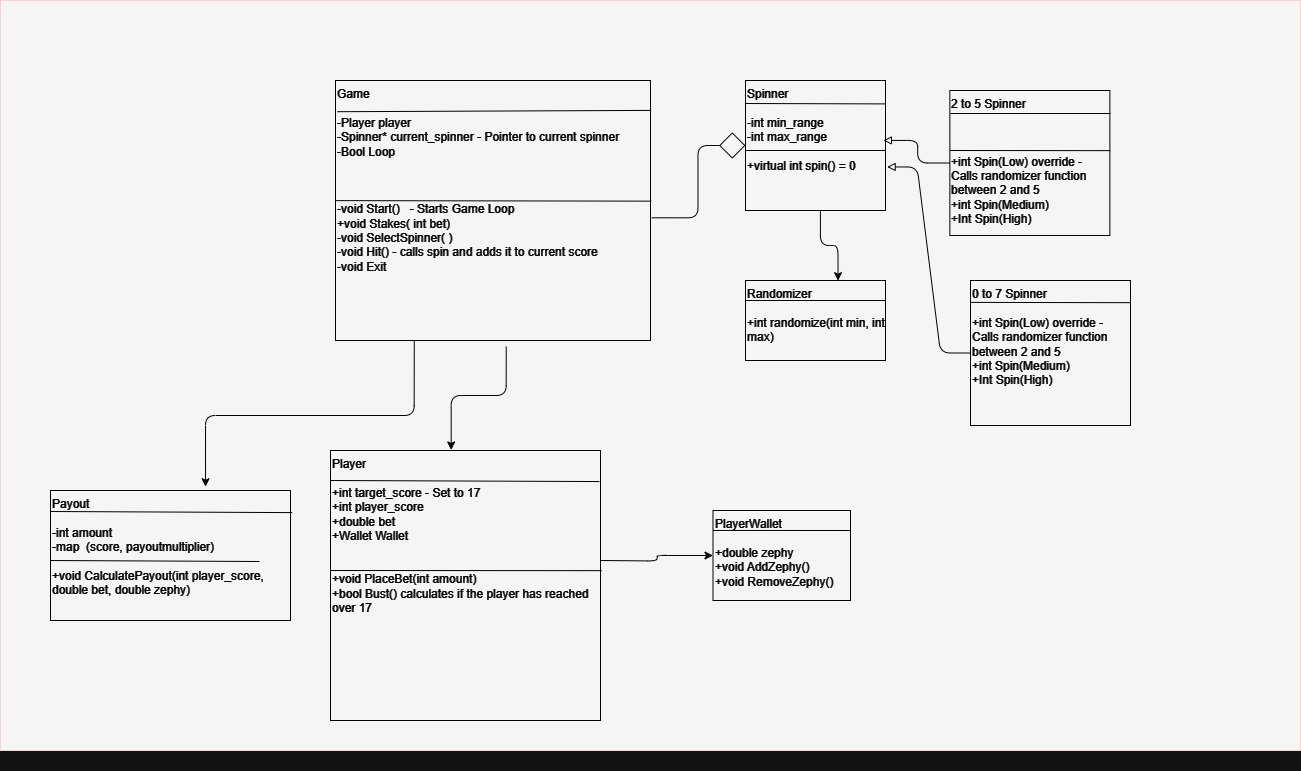 Game
-Player player
-Spinner* current_spinner - Pointer to current spinner
-Bool Loop
-void Start()   - Starts Game Loop
+void Stakes( int bet)
-void SelectSpinner( )
-void Hit() - calls spin and adds it to current score
-void Exit
Spinner
-int min_range
-int max_range
+virtual int spin() = 0
2 to 5 Spinner
+int Spin(Low) override -
Calls randomizer function
between 2 and 5
+int Spin(Medium)
+Int Spin(High)
Randomizer
+int randomize(int min, int
max)
0 to 7 Spinner
+int Spin(Low) override -
Calls randomizer function
between 2 and 5
+int Spin(Medium)
+Int Spin(High)
Payout
-int amount
-map  (score, payoutmultiplier)
+void CalculatePayout(int player_score,
double bet, double zephy)
Player
+int target_score - Set to 17
+int player_score
+double bet
+Wallet Wallet
+void PlaceBet(int amount)
+bool Bust() calculates if the player has reached
over 17
PlayerWallet
+double zephy
+void AddZephy()
+void RemoveZephy()